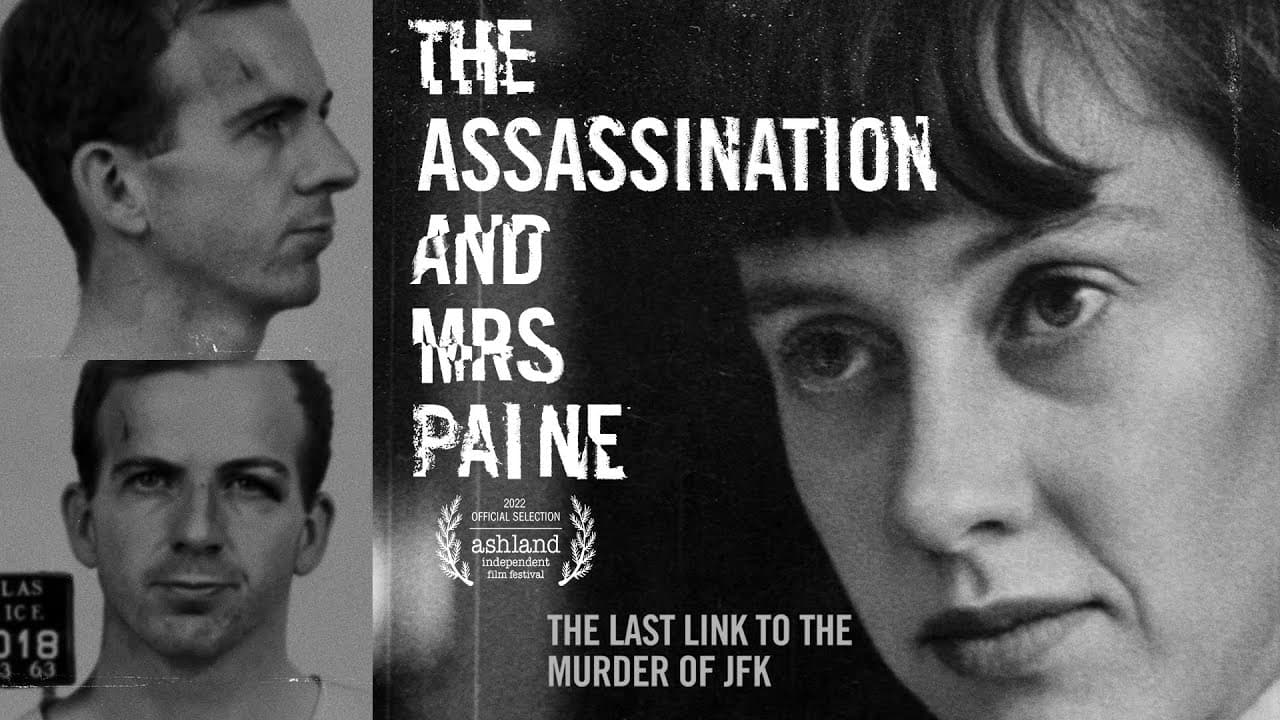 THE
ASSASSINATION
AND
MRS
PAINE
2022
OFFICIAL SELECTION
ashland
independent
film festival
THE LAST LINK TO THE
MURDER OF JFK
LAS
ICE
018
3 63